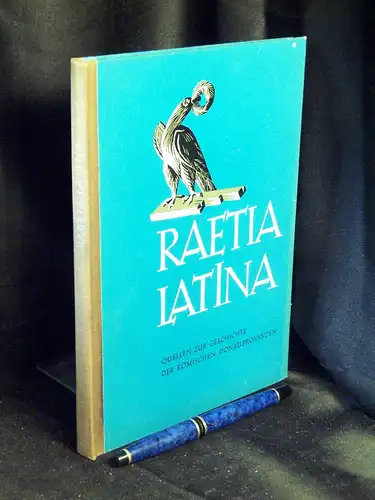 RAETIA
LATINA
QUELLEN ZUR GESCHICHTE
DER RÖMISCHEN DONAUPROVINZEN